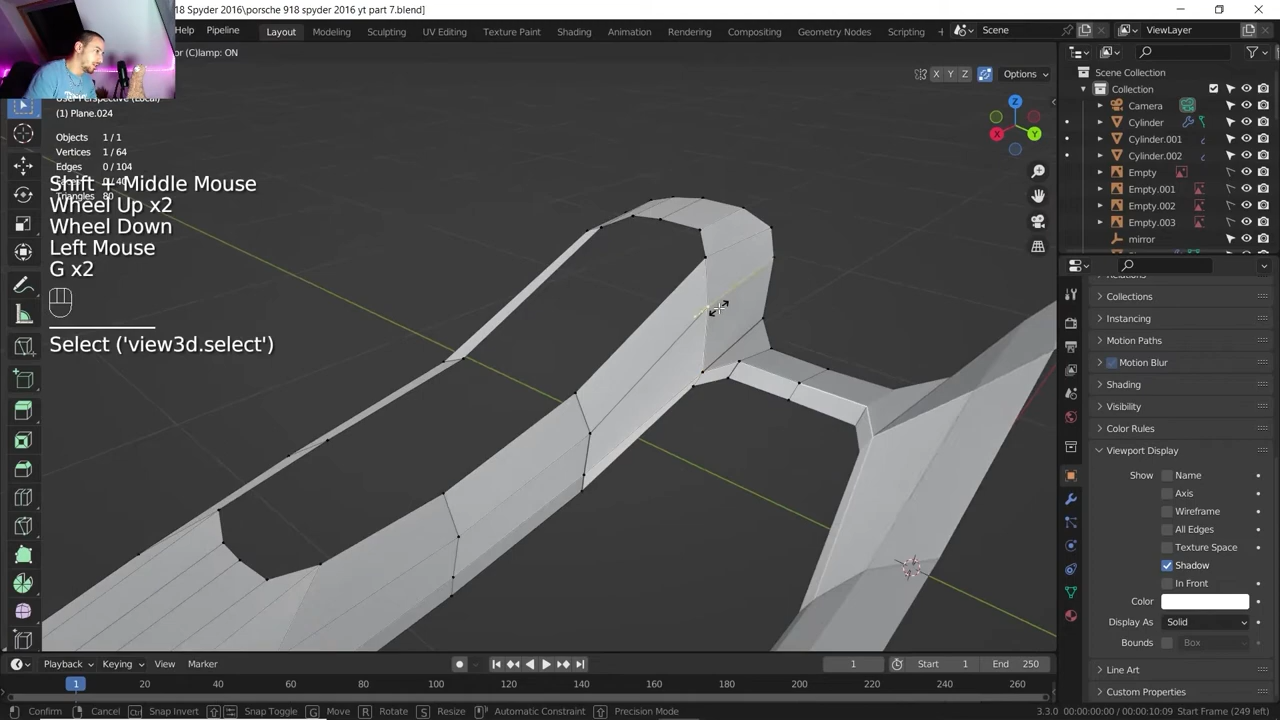 18 Spyder 2016\porsche 918 spyder 2016 yt part 7.blend]
Help Pipeline Layout Modeling Sculpting UV Editing Texture Paint Shading Animation Rendering Compositing Geometry Nodes Scripting Scene ViewLayer
or (C)lamp: ON
X Y Z Options
User Perspective (Local)
(1) Plane.024
Objects 1/1
Vertices 1/64
Edges 0/104
Triangles 80
Shift + Middle Mouse
Wheel Up x2
Wheel Down
Left Mouse
G x2
Select ('view3d.select')
Z
X
Y
Scene Collection
Collection
Camera
Cylinder
Cylinder.001
Cylinder.002
Empty
Empty.001
Empty.002
Empty.003
mirror
Collections
Instancing
Motion Paths
Motion Blur
Shading
Visibility
Color Rules
Viewport Display
Show Name
Axis
Wireframe
All Edges
Texture Space
Shadow
In Front
Color
Display As Solid
Bounds Box
Line Art
Custom Properties
Playback Keying View Marker 1 Start 1 End 250
1 20 40 60 80 100 120 140 160 180 200 220 240 260
Confirm Cancel Ctrl Snap Invert Snap Toggle G Move R Rotate S Resize Automatic Constraint Precision Mode 3.3.0 00:00:00:00 / 00:00:10:09 Start Frame (249 left)